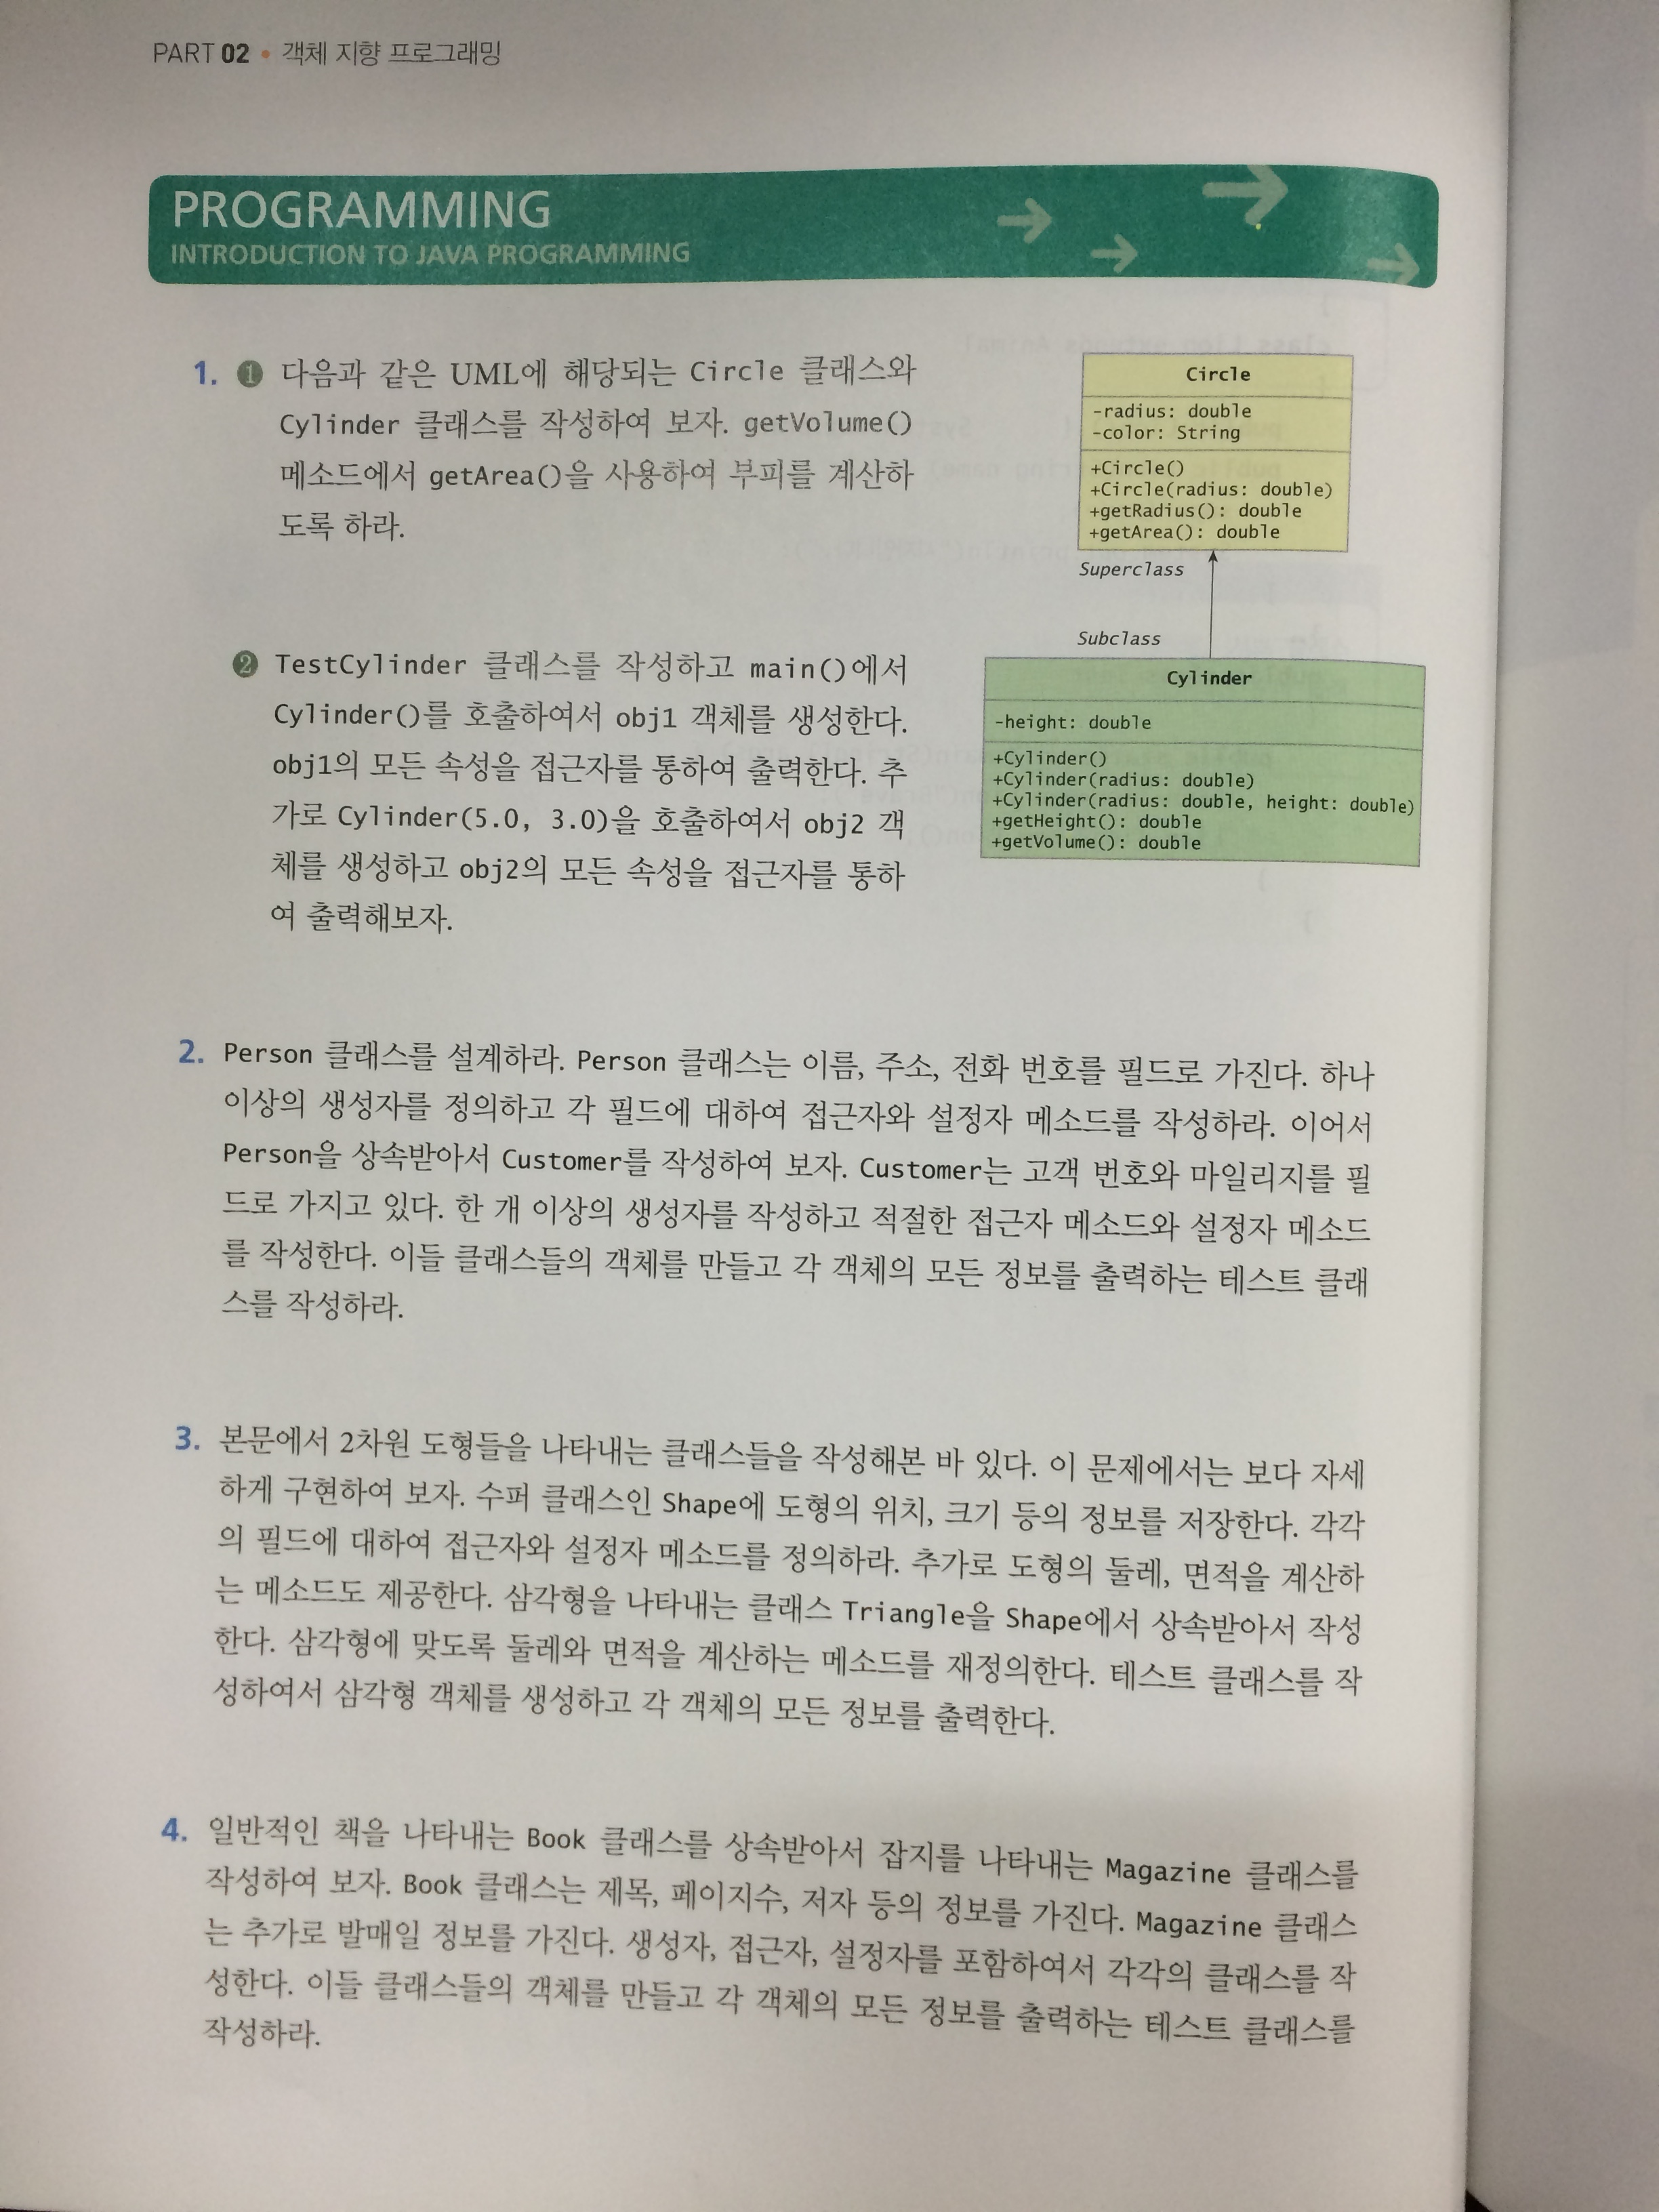 PART 02 • 객체 지향 프로그래밍
PROGRAMMING
INTRODUCTION TO JAVA PROGRAMMING
1. ❶ 다음과 같은 UML에 해당되는 Circle 클래스와
Cylinder 클래스를 작성하여 보자. getVolume()
메소드에서 getArea()을 사용하여 부피를 계산하
도록 하라.
Circle
-radius: double
-color: String
+Circle()
+Circle(radius: double)
+getRadius(): double
+getArea(): double
Superclass
Subclass
Cylinder
-height: double
+Cylinder()
+Cylinder(radius: double)
+Cylinder(radius: double, height: double)
+getHeight(): double
+getVolume(): double
❷ TestCylinder 클래스를 작성하고 main()에서
Cylinder()를 호출하여서 obj1 객체를 생성한다.
obj1의 모든 속성을 접근자를 통하여 출력한다. 추
가로 Cylinder(5.0, 3.0)을 호출하여서 obj2 객
체를 생성하고 obj2의 모든 속성을 접근자를 통하
여 출력해보자.
2. Person 클래스를 설계하라. Person 클래스는 이름, 주소, 전화 번호를 필드로 가진다. 하나
이상의 생성자를 정의하고 각 필드에 대하여 접근자와 설정자 메소드를 작성하라. 이어서
Person을 상속받아서 Customer를 작성하여 보자. Customer는 고객 번호와 마일리지를 필
드로 가지고 있다. 한 개 이상의 생성자를 작성하고 적절한 접근자 메소드와 설정자 메소드
를 작성한다. 이들 클래스들의 객체를 만들고 각 객체의 모든 정보를 출력하는 테스트 클래
스를 작성하라.
3. 본문에서 2차원 도형들을 나타내는 클래스들을 작성해본 바 있다. 이 문제에서는 보다 자세
하게 구현하여 보자. 수퍼 클래스인 Shape에 도형의 위치, 크기 등의 정보를 저장한다. 각각
의 필드에 대하여 접근자와 설정자 메소드를 정의하라. 추가로 도형의 둘레, 면적을 계산하
는 메소드도 제공한다. 삼각형을 나타내는 클래스 Triangle을 Shape에서 상속받아서 작성
한다. 삼각형에 맞도록 둘레와 면적을 계산하는 메소드를 재정의한다. 테스트 클래스를 작
성하여서 삼각형 객체를 생성하고 각 객체의 모든 정보를 출력한다.
4. 일반적인 책을 나타내는 Book 클래스를 상속받아서 잡지를 나타내는 Magazine 클래스를
작성하여 보자. Book 클래스는 제목, 페이지수, 저자 등의 정보를 가진다. Magazine 클래스
는 추가로 발매일 정보를 가진다. 생성자, 접근자, 설정자를 포함하여서 각각의 클래스를 작
성한다. 이들 클래스들의 객체를 만들고 각 객체의 모든 정보를 출력하는 테스트 클래스를
작성하라.